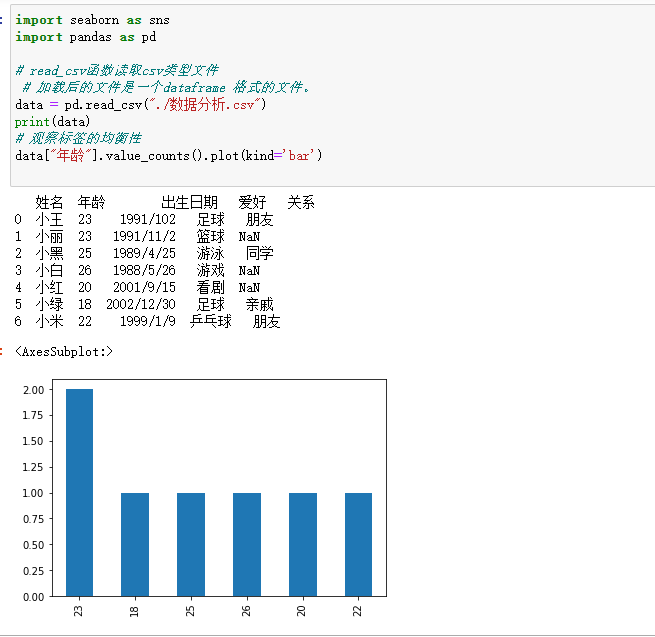 import seaborn as sns
import pandas as pd
# read_csv函数读取csv类型文件
# 加载后的文件是一个dataframe 格式的文件。
data = pd.read_csv("./数据分析.csv")
print(data)
# 观察标签的均衡性
data["年龄"].value_counts().plot(kind='bar')
姓名 年龄 出生日期 爱好 关系
0 小王 23 1991/102 足球 朋友
1 小丽 23 1991/11/2 篮球 NaN
2 小黑 25 1989/4/25 游泳 同学
3 小白 26 1988/5/26 游戏 NaN
4 小红 20 2001/9/15 看剧 NaN
5 小绿 18 2002/12/30 足球 亲戚
6 小米 22 1999/1/9 乒乓球 朋友
<AxesSubplot:>
2.00
1.75
1.50
1.25
1.00
0.75
0.50
0.25
0.00
23 18 25 26 20 22